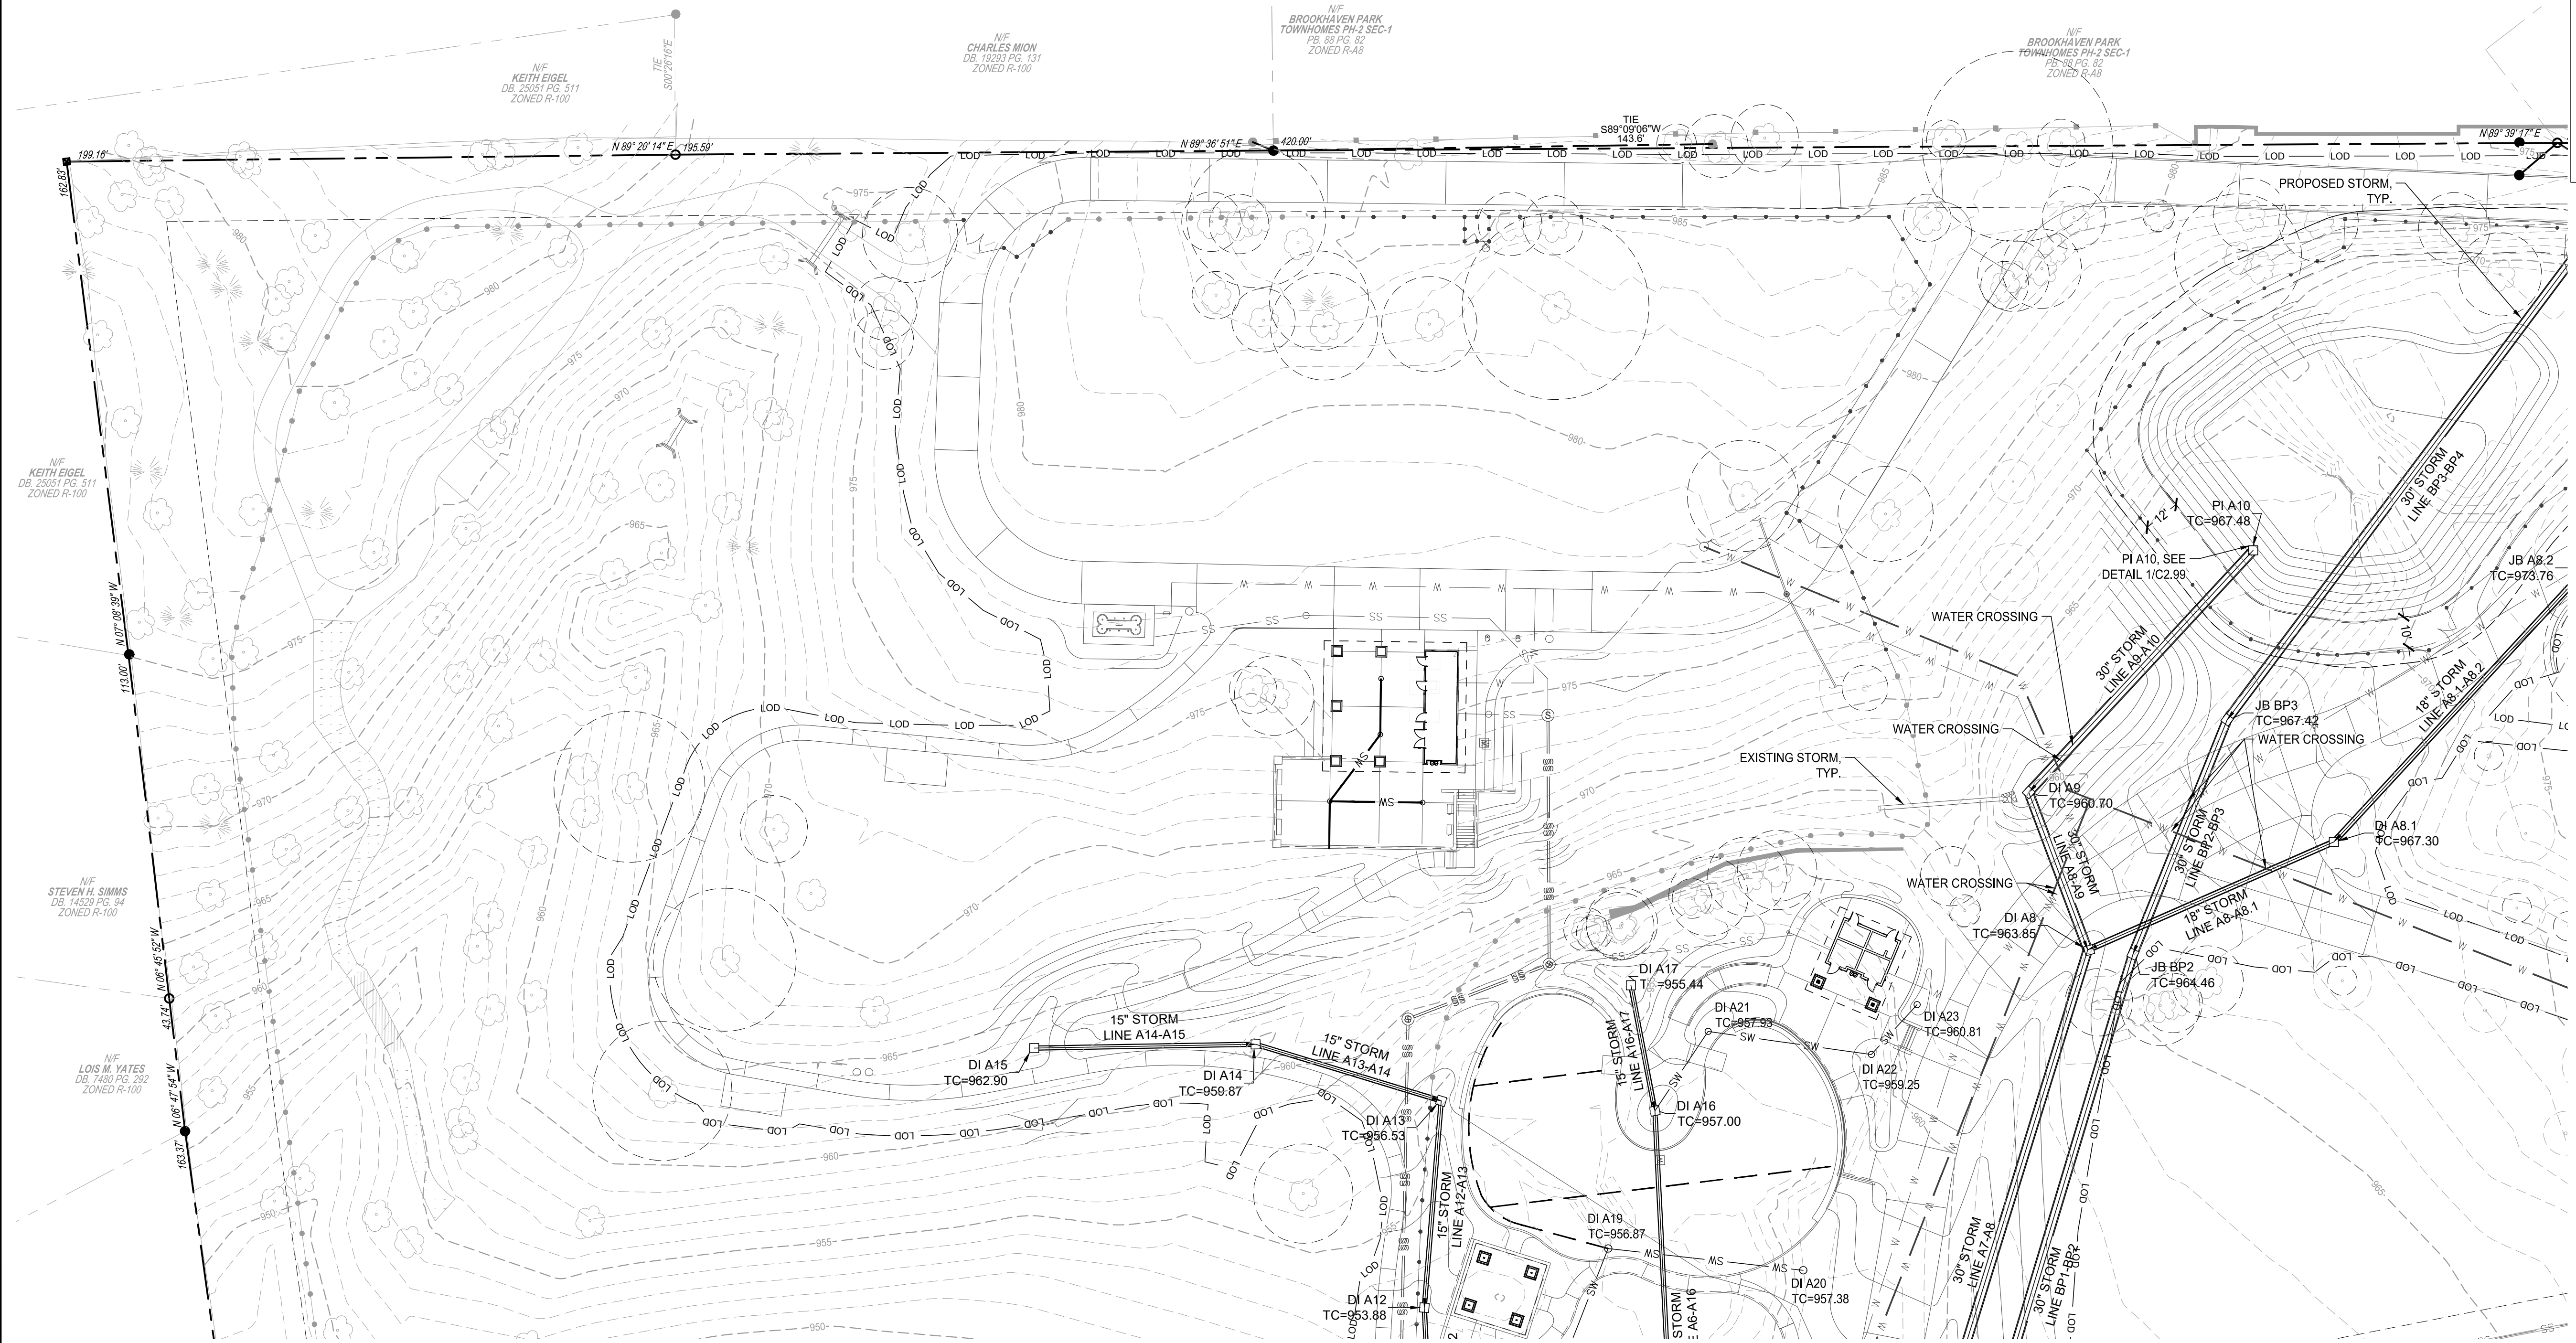 N/F
KEITH EIGEL
DB. 25051 PG. 511
ZONED R-100
TIE
S00°26'16"E
N/F
CHARLES MION
DB. 19293 PG. 131
ZONED R-100
N/F
BROOKHAVEN PARK
TOWNHOMES PH-2 SEC-1
PB. 88 PG. 82
ZONED R-A8
N/F
BROOKHAVEN PARK
TOWNHOMES PH-2 SEC-1
PB. 88 PG. 82
ZONED R-A8
199.16'
N 89° 20' 14" E
195.59'
N 89° 36' 51" E
420.00'
TIE
S89°09'06"W
143.6'
N 89° 39' 17" E
162.83'
PROPOSED STORM,
TYP.
N/F
KEITH EIGEL
DB. 25051 PG. 511
ZONED R-100
N 07° 08' 39" W
113.00'
N/F
STEVEN H. SIMMS
DB. 14529 PG. 94
ZONED R-100
N 06° 45' 52" W
43.74'
N/F
LOIS M. YATES
DB. 7480 PG. 292
ZONED R-100
N 06° 47' 54" W
163.37'
30" STORM
LINE BP3-BP4
PI A10
TC=967.48
12'
PI A10, SEE
DETAIL 1/C2.99
JB A8.2
TC=973.76
10'
WATER CROSSING
30" STORM
LINE A9-A10
18" STORM
LINE A8.1-A8.2
JB BP3
TC=967.42
WATER CROSSING
WATER CROSSING
EXISTING STORM,
TYP.
DI A9
TC=960.70
30" STORM
LINE A8-A9
30" STORM
LINE BP2-BP3
DI A8.1
TC=967.30
WATER CROSSING
DI A8
TC=963.85
18" STORM
LINE A8-A8.1
JB BP2
TC=964.46
DI A17
TC=955.44
15" STORM
LINE A16-A17
DI A21
TC=957.93
DI A23
TC=960.81
DI A22
TC=959.25
DI A16
TC=957.00
15" STORM
LINE A14-A15
DI A15
TC=962.90
DI A14
TC=959.87
15" STORM
LINE A13-A14
DI A13
TC=956.53
15" STORM
LINE A12-A13
DI A12
TC=953.88
DI A19
TC=956.87
DI A20
TC=957.38
30" STORM
LINE A7-A8
30" STORM
LINE BP1-BP2
STORM
A6-A16